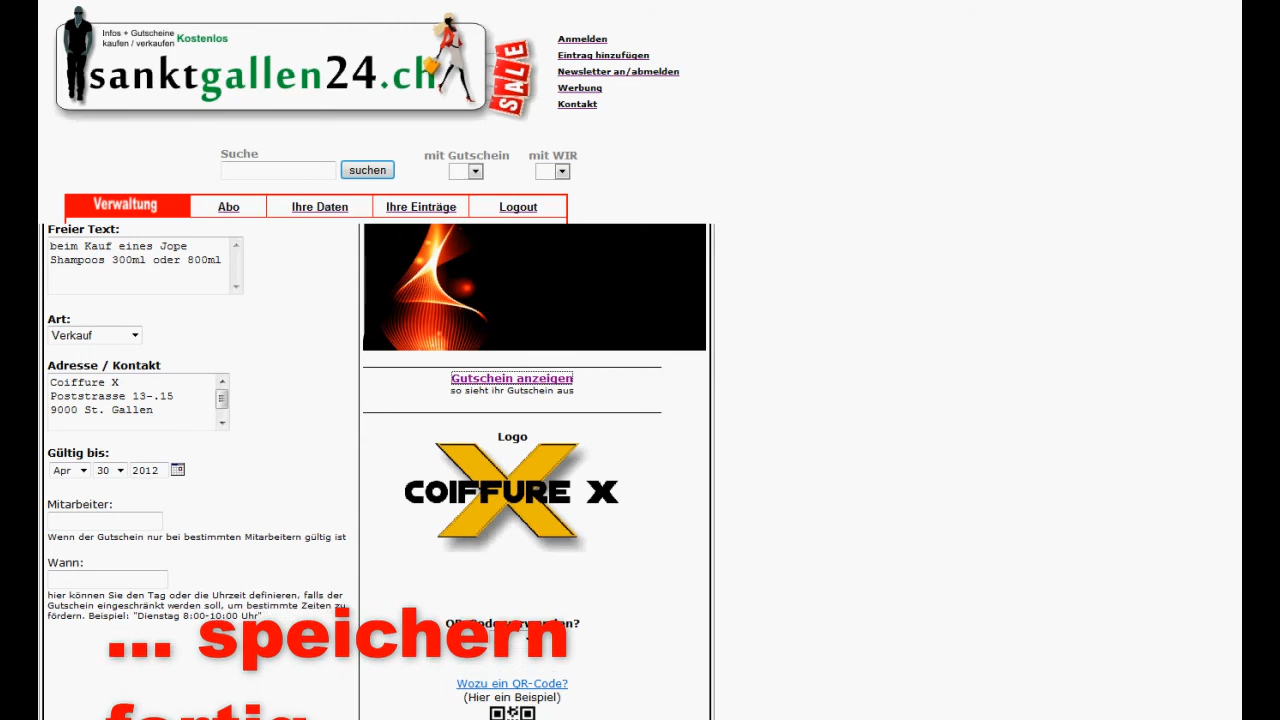 Infos + Gutscheine
kaufen / verkaufen Kostenlos
sanktgallen24.ch
SALE
Anmelden
Eintrag hinzufügen
Newsletter an/abmelden
Werbung
Kontakt
Suche
suchen
mit Gutschein
mit WIR
Verwaltung
Abo
Ihre Daten
Ihre Einträge
Logout
Freier Text:
beim Kauf eines Jope
Shampoos 300ml oder 800ml
Art:
Verkauf
Adresse / Kontakt
Coiffure X
Poststrasse 13-.15
9000 St. Gallen
Gültig bis:
Apr 30 2012
Mitarbeiter:
Wenn der Gutschein nur bei bestimmten Mitarbeitern gültig ist
Wann:
hier können Sie den Tag oder die Uhrzeit definieren, falls der
Gutschein eingeschränkt werden soll, um bestimmte Zeiten zu
fördern. Beispiel: "Dienstag 8:00-10:00 Uhr"
Gutschein anzeigen
so sieht ihr Gutschein aus
Logo
COIFFURE X
QR-Code verwenden?
Wozu ein QR-Code?
(Hier ein Beispiel)
... speichern
fertig